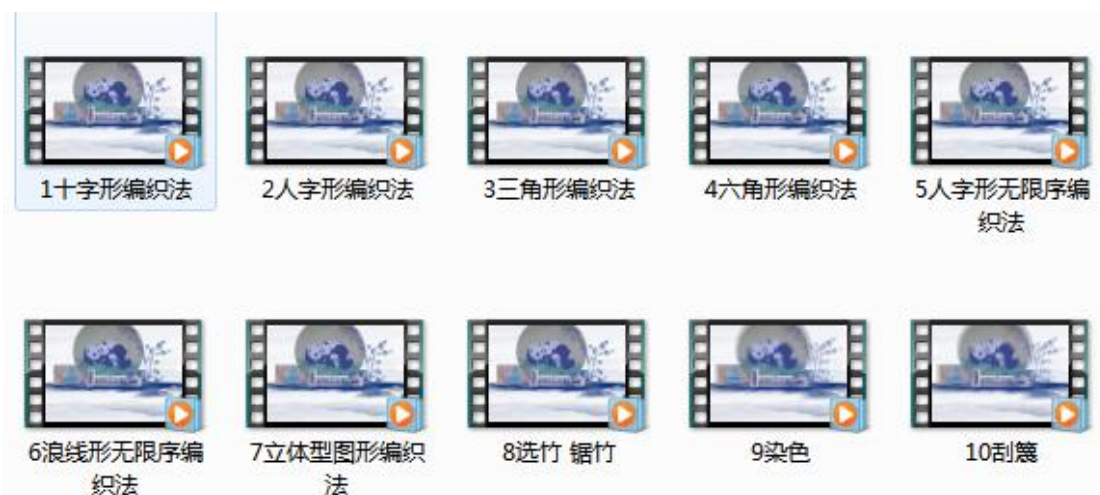 1十字形编织法
2人字形编织法
3三角形编织法
4六角形编织法
5人字形无限序编
织法
6浪线形无限序编
织法
7立体型图形编织
法
8选竹 锯竹
9染色
10刮篾